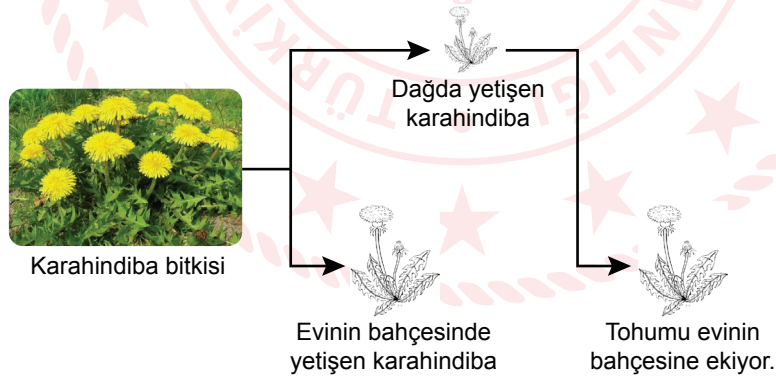 Dağda yetişen
karahindiba
Karahindiba bitkisi
Evinin bahçesinde
yetişen karahindiba
Tohumu evinin
bahçesine ekiyor.